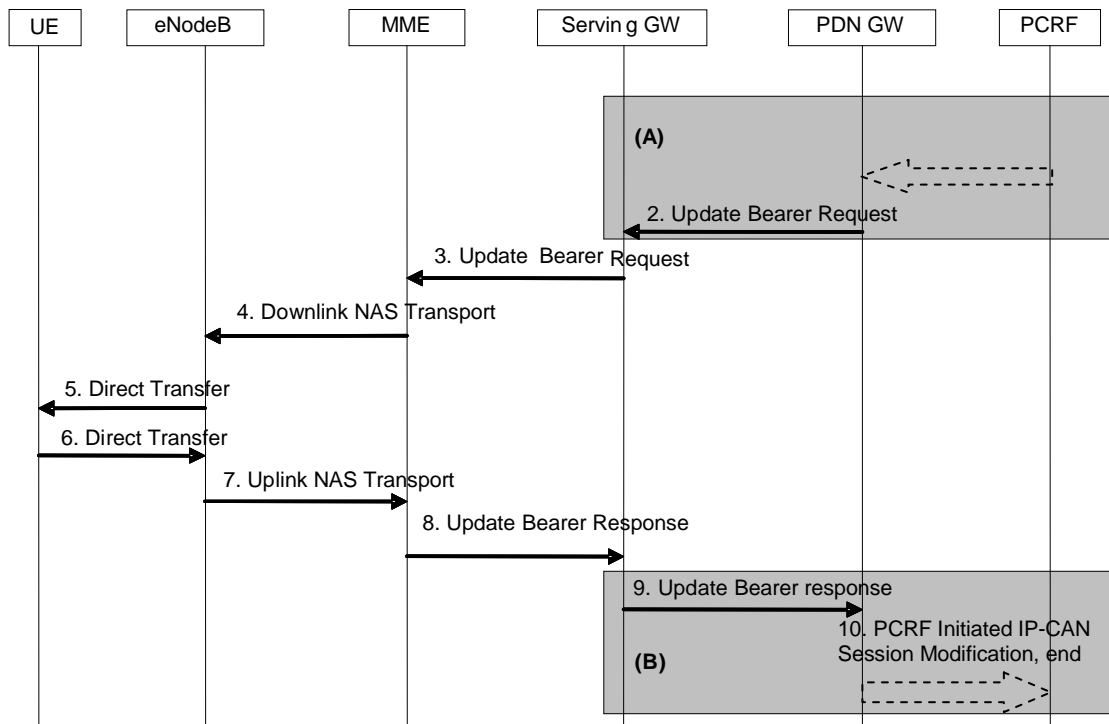 UE eNodeB MME Serving GW PDN GW PCRF
(A)
2. Update Bearer Request
3. Update Bearer Request
4. Downlink NAS Transport
5. Direct Transfer
6. Direct Transfer
7. Uplink NAS Transport
8. Update Bearer Response
9. Update Bearer response
10. PCRF Initiated IP-CAN
Session Modification, end
(B)